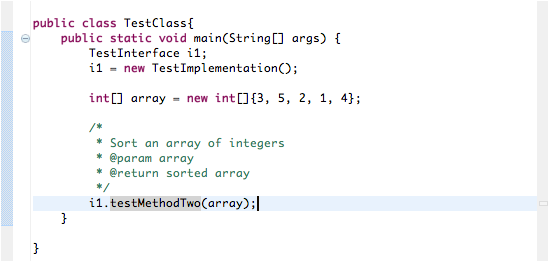 public class TestClass{
public static void main(String[] args) {
TestInterface i1;
i1 = new TestImplementation();
int[] array = new int[]{3, 5, 2, 1, 4};
/*
* Sort an array of integers
* @param array
* @return sorted array
*/
i1.testMethodTwo(array);
}
}